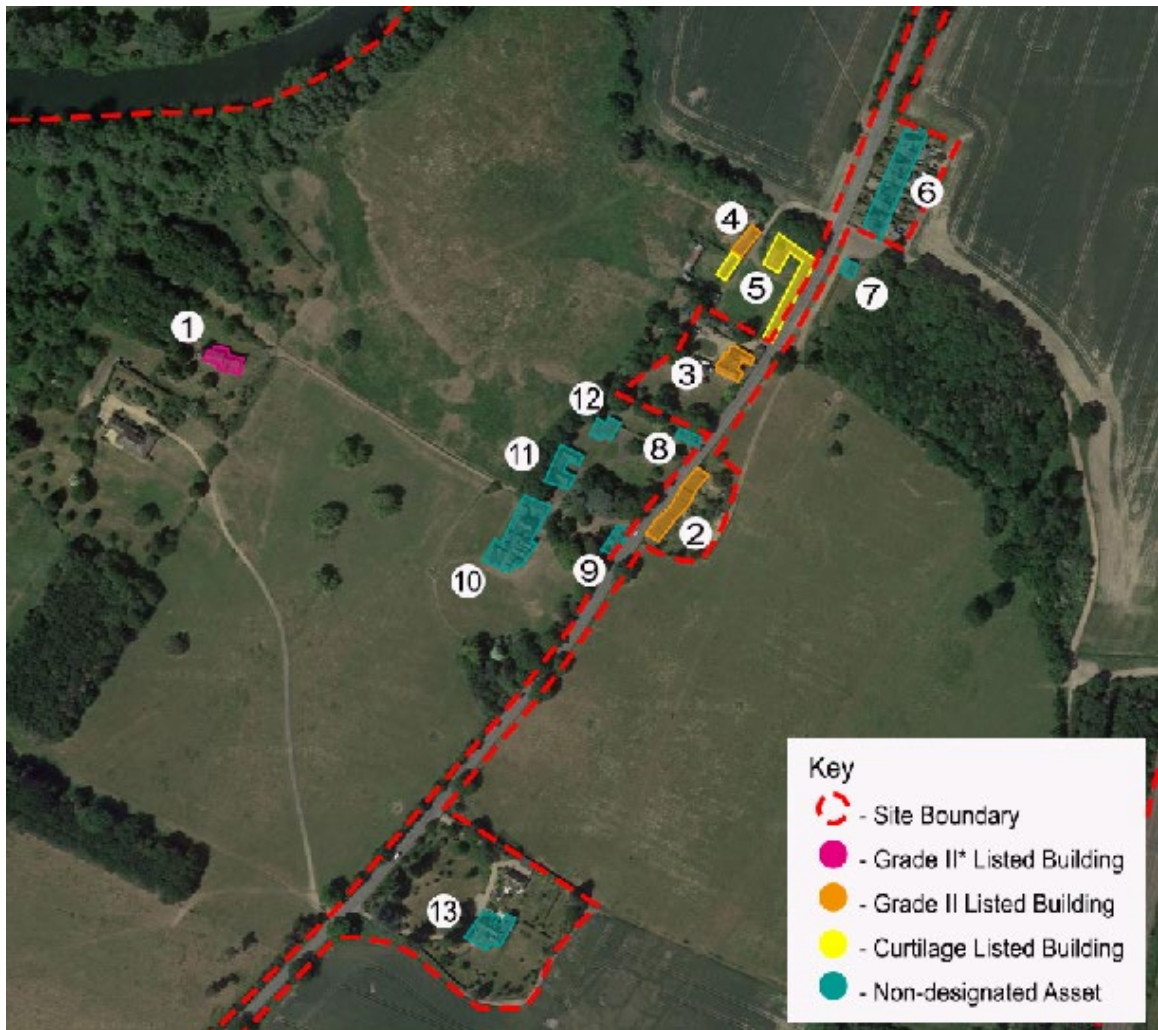 4
6
5
7
1
3
12
8
11
2
9
10
Key
- Site Boundary
- Grade II* Listed Building
- Grade II Listed Building
- Curtilage Listed Building
- Non-designated Asset
13